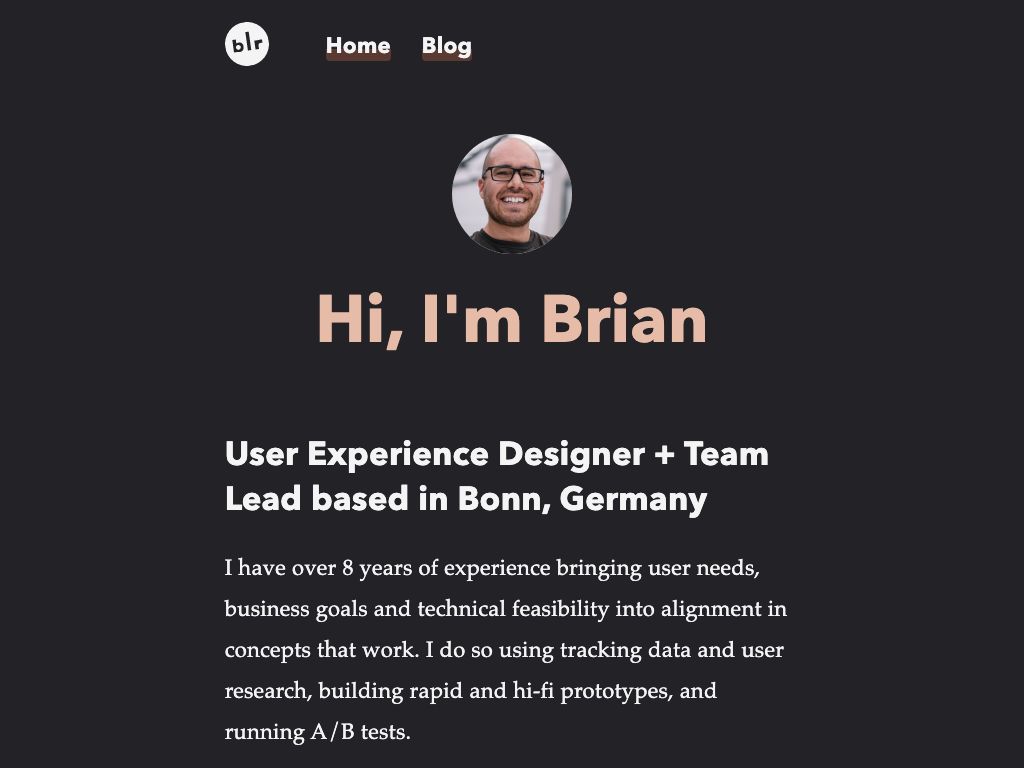 blr
Home
Blog
Hi, I'm Brian
User Experience Designer + Team
Lead based in Bonn, Germany
I have over 8 years of experience bringing user needs,
business goals and technical feasibility into alignment in
concepts that work. I do so using tracking data and user
research, building rapid and hi-fi prototypes, and
running A/B tests.